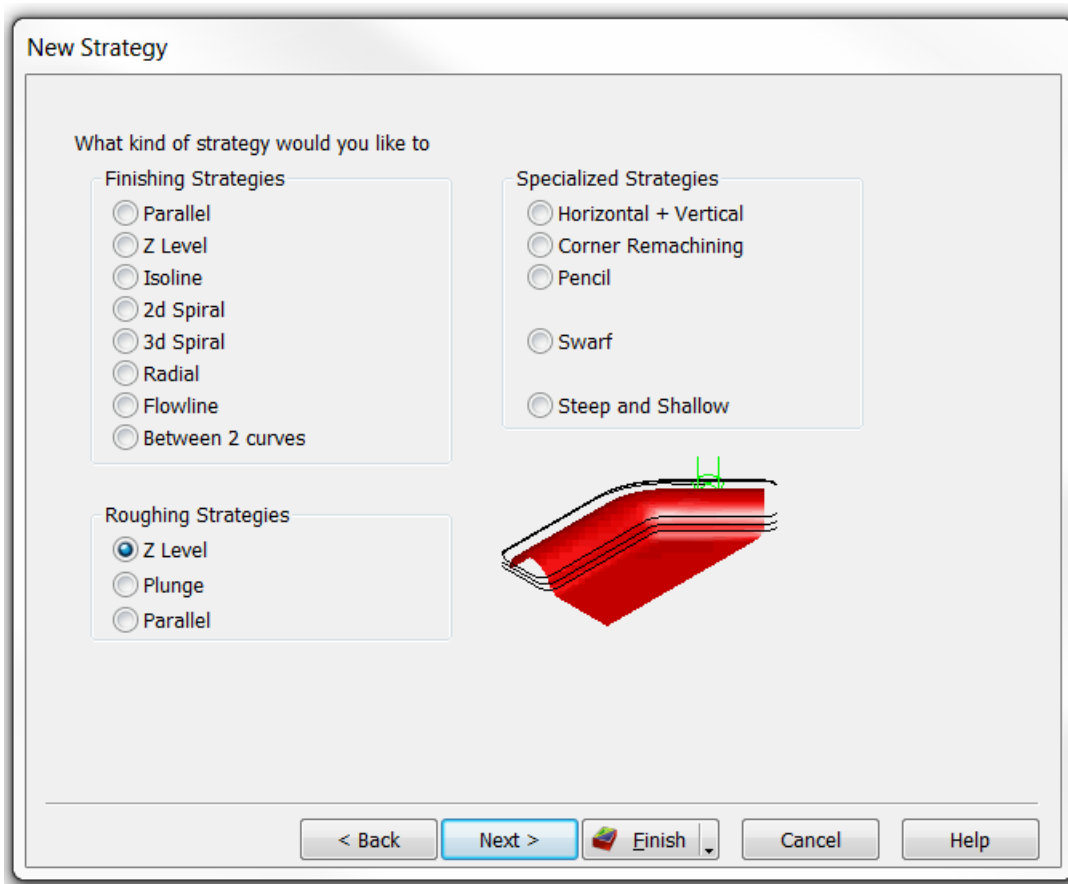 New Strategy
What kind of strategy would you like to
Finishing Strategies
Parallel
Z Level
Isoline
2d Spiral
3d Spiral
Radial
Flowline
Between 2 curves
Roughing Strategies
Z Level
Plunge
Parallel
Specialized Strategies
Horizontal + Vertical
Corner Remachining
Pencil
Swarf
Steep and Shallow
< Back
Next >
Finish
Cancel
Help